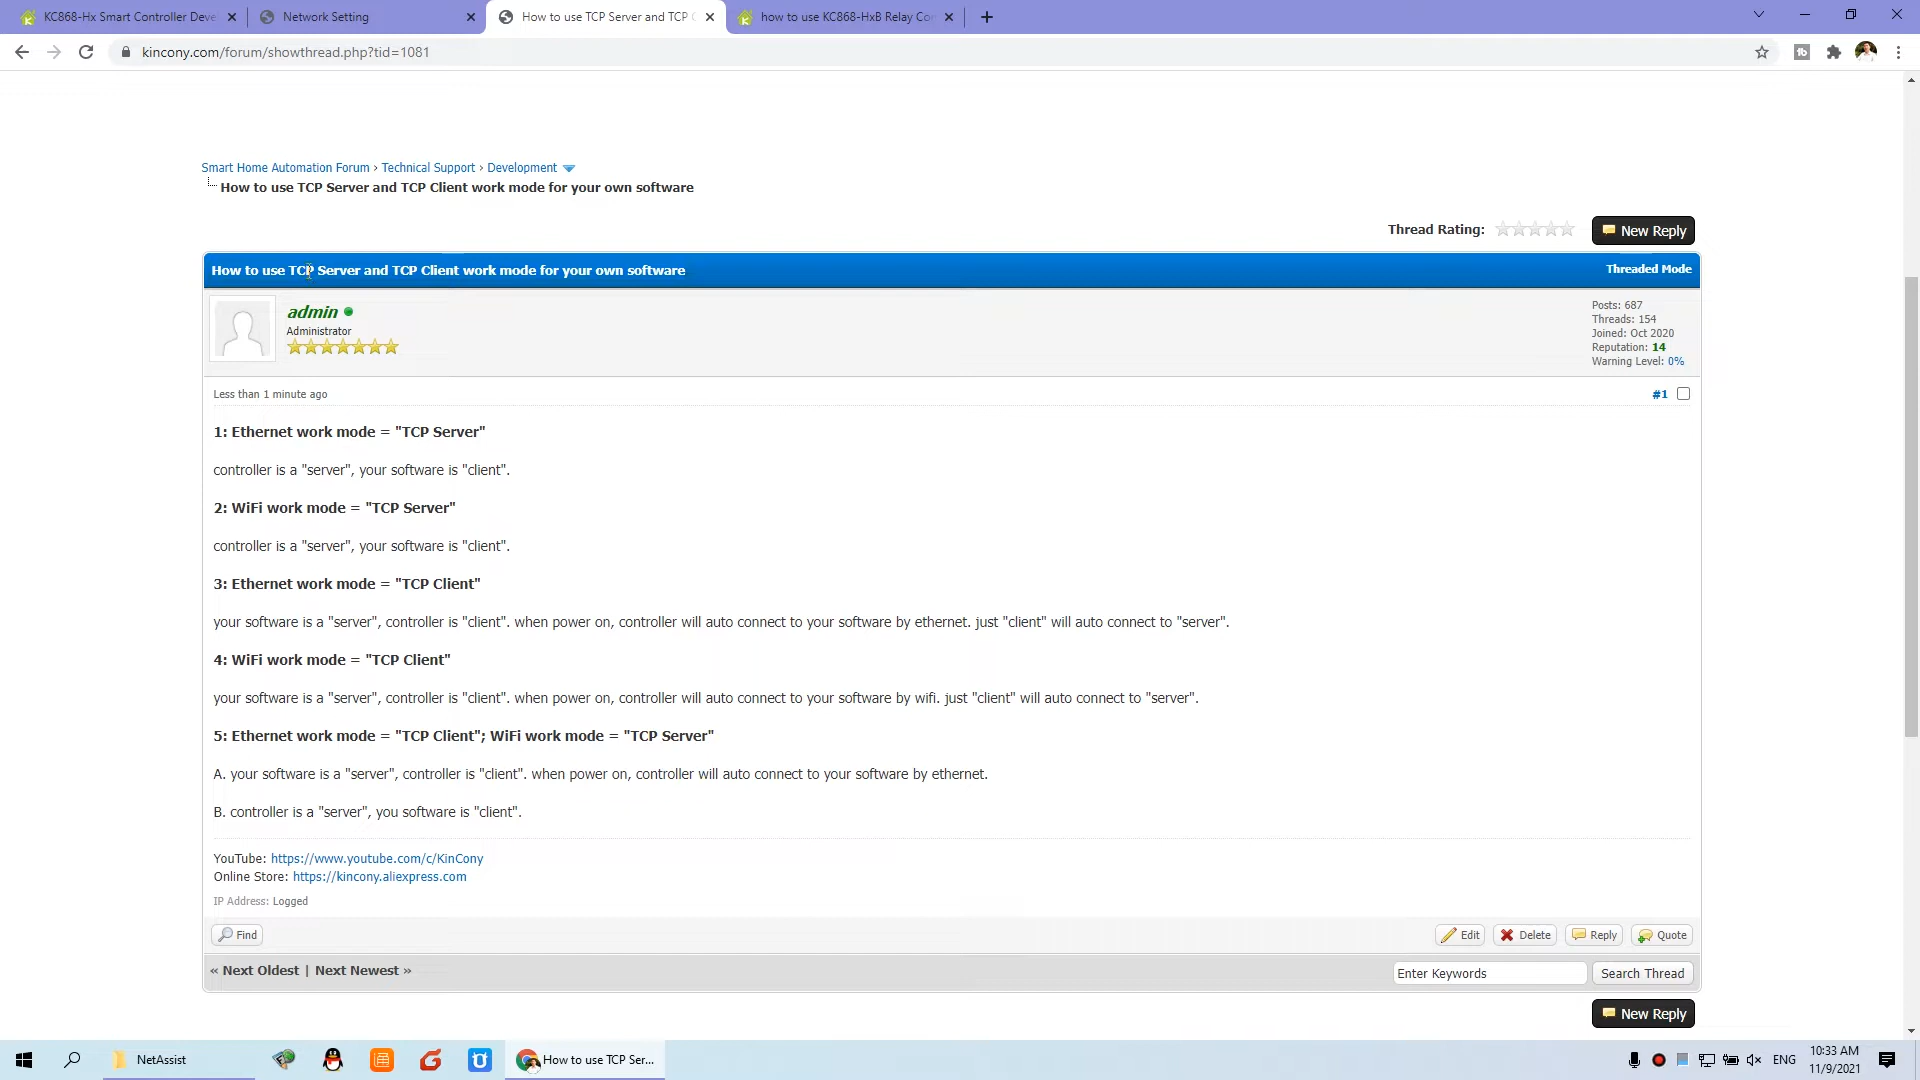 KC868-Hx Smart Controller Deve
Network Setting
How to use TCP Server and TCP C
how to use KC868-HxB Relay Con
kincony.com/forum/showthread.php?tid=1081
Smart Home Automation Forum › Technical Support › Development
How to use TCP Server and TCP Client work mode for your own software
Thread Rating:
New Reply
How to use TCP Server and TCP Client work mode for your own software
Threaded Mode
admin
Administrator
Posts: 687
Threads: 154
Joined: Oct 2020
Reputation: 14
Warning Level: 0%
Less than 1 minute ago
#1
1: Ethernet work mode = "TCP Server"
controller is a "server", your software is "client".
2: WiFi work mode = "TCP Server"
controller is a "server", your software is "client".
3: Ethernet work mode = "TCP Client"
your software is a "server", controller is "client". when power on, controller will auto connect to your software by ethernet. just "client" will auto connect to "server".
4: WiFi work mode = "TCP Client"
your software is a "server", controller is "client". when power on, controller will auto connect to your software by wifi. just "client" will auto connect to "server".
5: Ethernet work mode = "TCP Client"; WiFi work mode = "TCP Server"
A. your software is a "server", controller is "client". when power on, controller will auto connect to your software by ethernet.
B. controller is a "server", you software is "client".
YouTube: https://www.youtube.com/c/KinCony
Online Store: https://kincony.aliexpress.com
IP Address: Logged
Find
Edit
Delete
Reply
Quote
« Next Oldest | Next Newest »
Enter Keywords
Search Thread
New Reply
NetAssist
How to use TCP Ser...
ENG
10:33 AM
11/9/2021